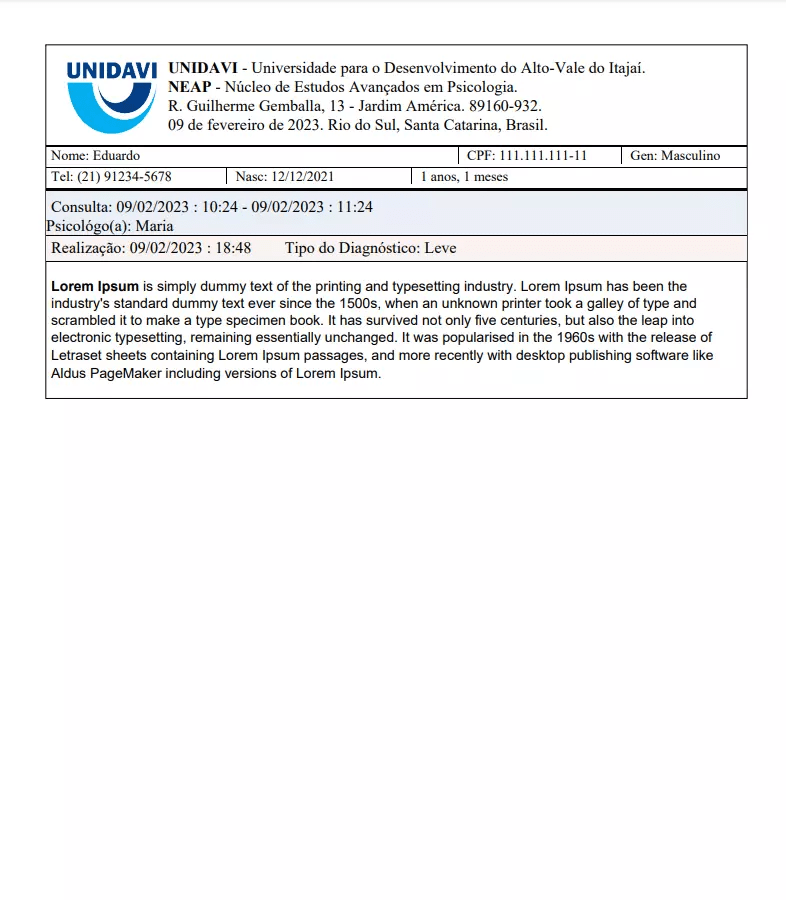 UNIDAVI
UNIDAVI - Universidade para o Desenvolvimento do Alto-Vale do Itajaí.
NEAP - Núcleo de Estudos Avançados em Psicologia.
R. Guilherme Gemballa, 13 - Jardim América. 89160-932.
09 de fevereiro de 2023. Rio do Sul, Santa Catarina, Brasil.
Nome: Eduardo CPF: 111.111.111-11 Gen: Masculino
Tel: (21) 91234-5678 Nasc: 12/12/2021 1 anos, 1 meses
Consulta: 09/02/2023 : 10:24 - 09/02/2023 : 11:24
Psicológo(a): Maria
Realização: 09/02/2023 : 18:48 Tipo do Diagnóstico: Leve
Lorem Ipsum is simply dummy text of the printing and typesetting industry. Lorem Ipsum has been the
industry's standard dummy text ever since the 1500s, when an unknown printer took a galley of type and
scrambled it to make a type specimen book. It has survived not only five centuries, but also the leap into
electronic typesetting, remaining essentially unchanged. It was popularised in the 1960s with the release of
Letraset sheets containing Lorem Ipsum passages, and more recently with desktop publishing software like
Aldus PageMaker including versions of Lorem Ipsum.